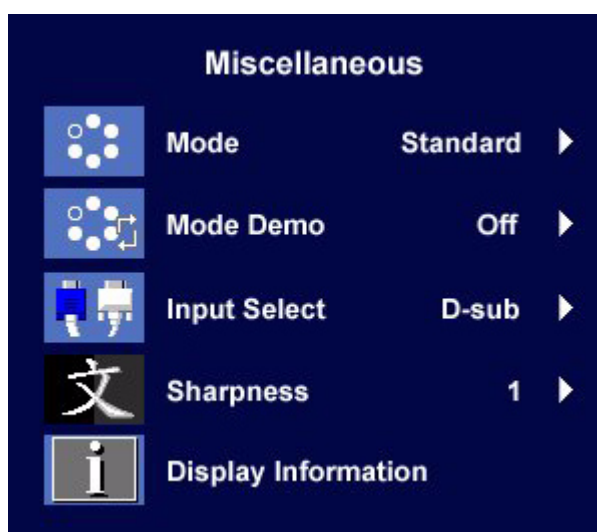 Miscellaneous
Mode Standard
Mode Demo Off
Input Select D-sub
文 Sharpness 1
i Display Information